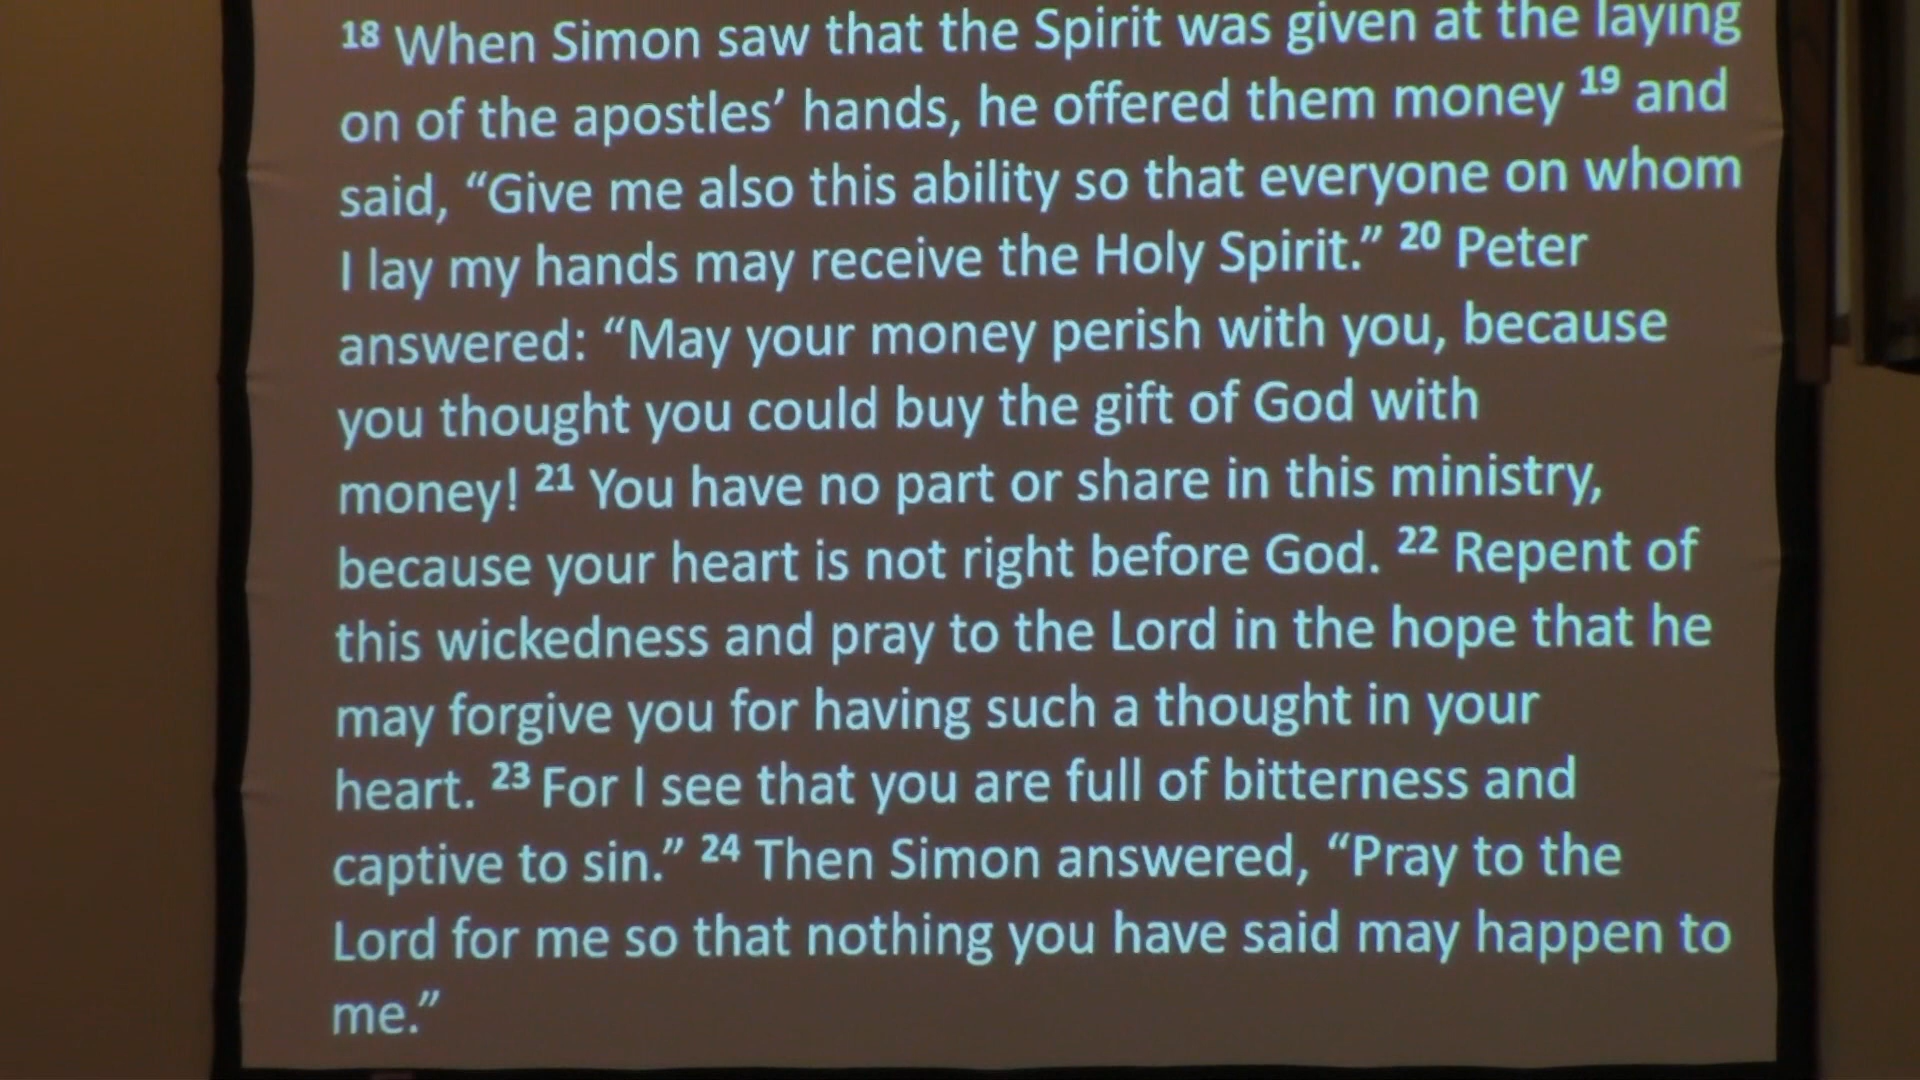 18 When Simon saw that the Spirit was given at the laying
on of the apostles’ hands, he offered them money 19 and
said, “Give me also this ability so that everyone on whom
I lay my hands may receive the Holy Spirit.” 20 Peter
answered: “May your money perish with you, because
you thought you could buy the gift of God with
money! 21 You have no part or share in this ministry,
because your heart is not right before God. 22 Repent of
this wickedness and pray to the Lord in the hope that he
may forgive you for having such a thought in your
heart. 23 For I see that you are full of bitterness and
captive to sin.” 24 Then Simon answered, “Pray to the
Lord for me so that nothing you have said may happen to
me.”